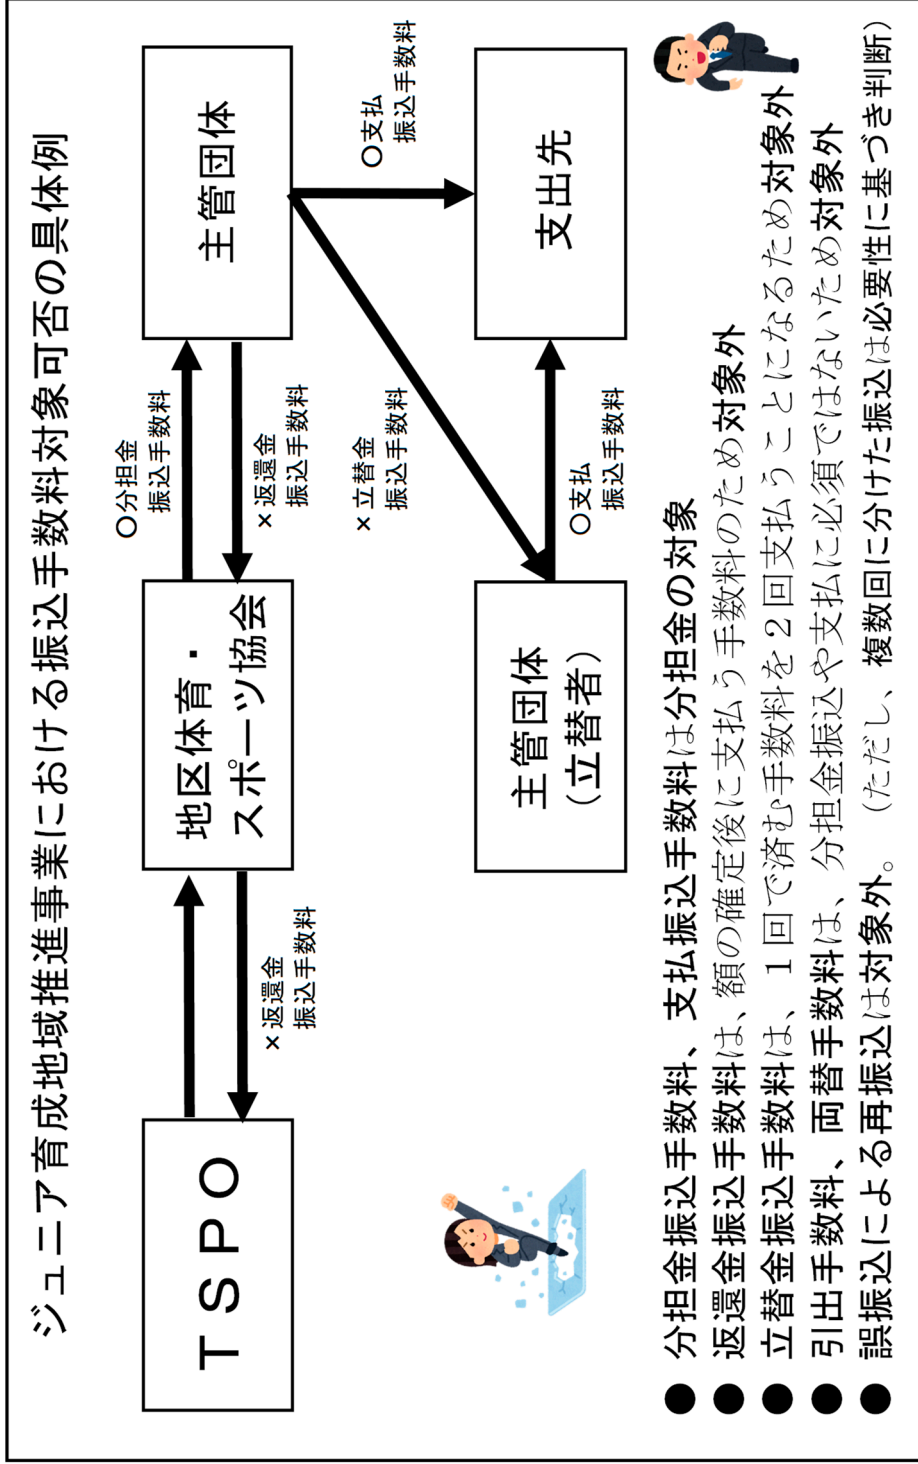 ジュニア育成地域推進事業における振込手数料対象可否の具体例
ＴＳＰＯ
×返還金
振込手数料
地区体育・
スポーツ協会
〇分担金
振込手数料
×返還金
振込手数料
主管団体
×立替金
振込手数料
〇支払
振込手数料
主管団体
（立替者）
〇支払
振込手数料
支出先
● 分担金振込手数料、支払振込手数料は分担金の対象
● 返還金振込手数料は、額の確定後に支払う手数料のため対象外
● 立替金振込手数料は、１回で済む手数料を２回支払うことになるため対象外
● 引出手数料、両替手数料は、分担金振込や支払に必須ではないため対象外
● 誤振込による再振込は対象外。（ただし、複数回に分けた振込は必要性に基づき判断）